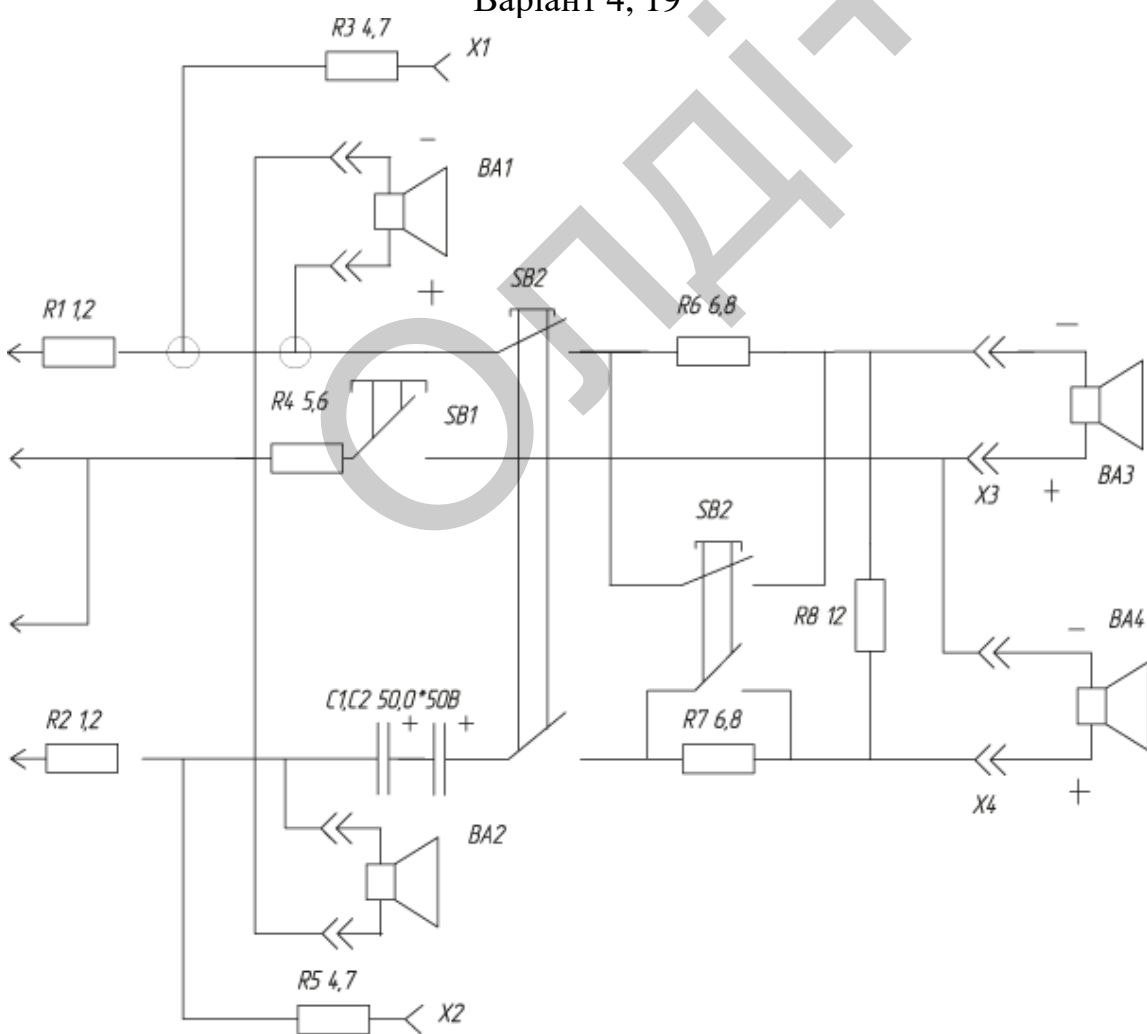 Варіант 4, 19
R3 4,7
X1
BA1
−
+
R1 1,2
SB2
R6 6,8
−
R4 5,6
SB1
BA3
X3
+
SB2
R8 12
−
BA4
C1,C2 50,0*50В
+
+
R2 1,2
R7 6,8
X4
+
BA2
R5 4,7
X2
ОЛДІ